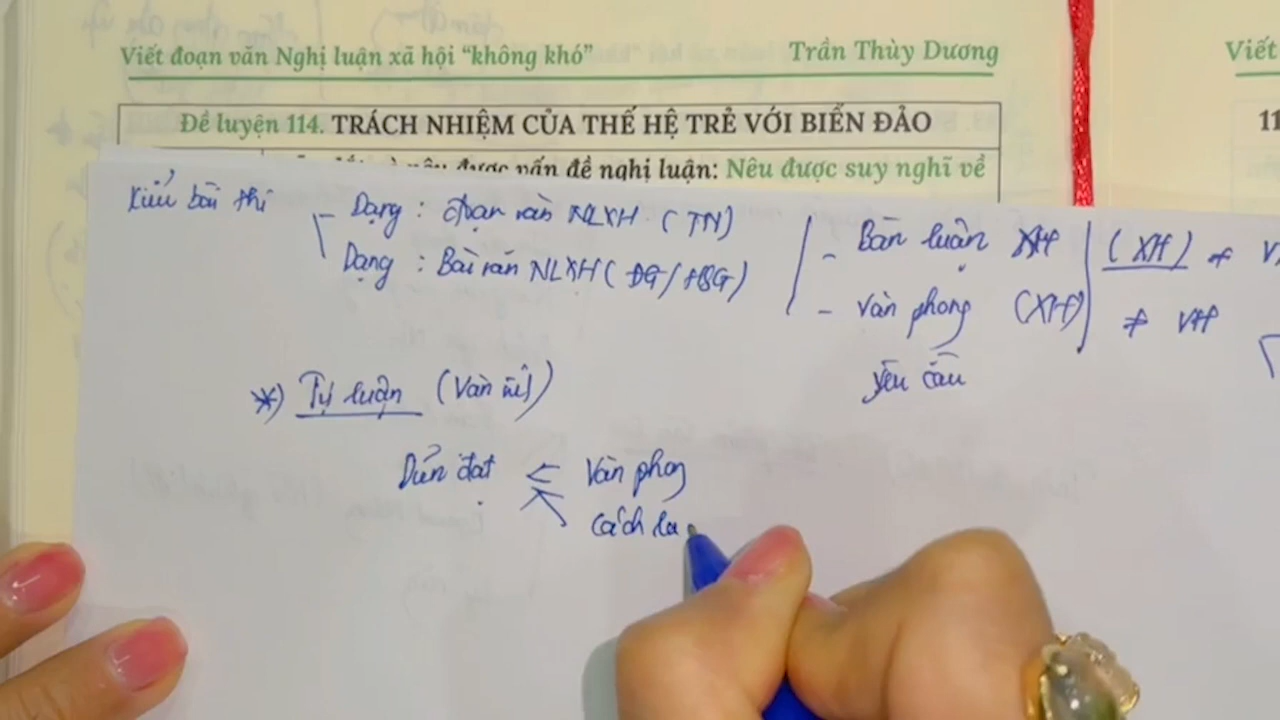 Viết đoạn văn Nghị luận xã hội “không khó” Trần Thùy Dương
Viết
Đề luyện 114. TRÁCH NHIỆM CỦA THẾ HỆ TRẺ VỚI BIỂN ĐẢO
11
được vấn đề nghị luận: Nêu được suy nghĩ về
Kiểu bài thi
Dạng : đoạn văn NLXH (TN)
Dạng : Bài văn NLXH (ĐG/HSG)
- Bàn luận XH
- Văn phong (XH)
yêu cầu
(XH) ≠ V
≠ VH
*) Tự luận (Văn
Diễn đạt < Văn phong
cách la